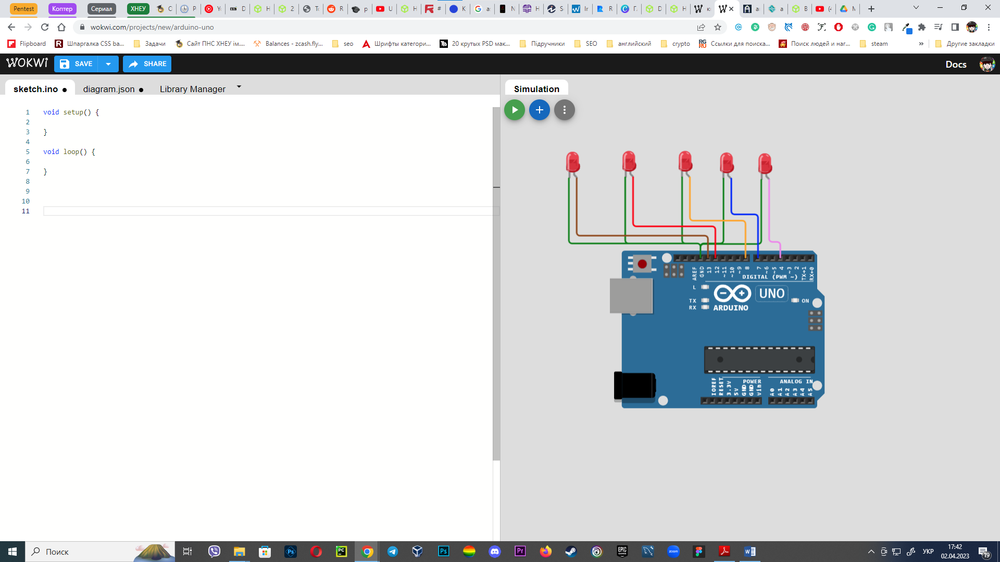 Pentest
Коптер
Сериал
ХНЕУ
wokwi.com/projects/new/arduino-uno
Flipboard
Шпаргалка CSS ba...
Задачи
Сайт ПНС ХНЕУ ім....
Balances - zcash.fly...
seo
Шрифты категори...
20 крутых PSD мак...
Підручники
SEO
английский
crypto
Ссылки для поиска...
Поиск людей и наг...
steam
»
Другие закладки
WOKWI
SAVE
SHARE
Docs
sketch.ino ●
diagram.json ●
Library Manager
Simulation
1 void setup() {
2
3 }
4
5 void loop() {
6
7 }
8
9
10
11
AREF
GND
13
12
~11
~10
~9
8
7
~6
~5
4
~3
2
TX→1
RX←0
DIGITAL (PWM ~)
L
TX
RX
ARDUINO
UNO
ON
IOREF
RESET
3.3V
5V
GND
GND
Vin
POWER
ANALOG IN
A0
A1
A2
A3
A4
A5
Поиск
УКР
17:42
02.04.2023
19